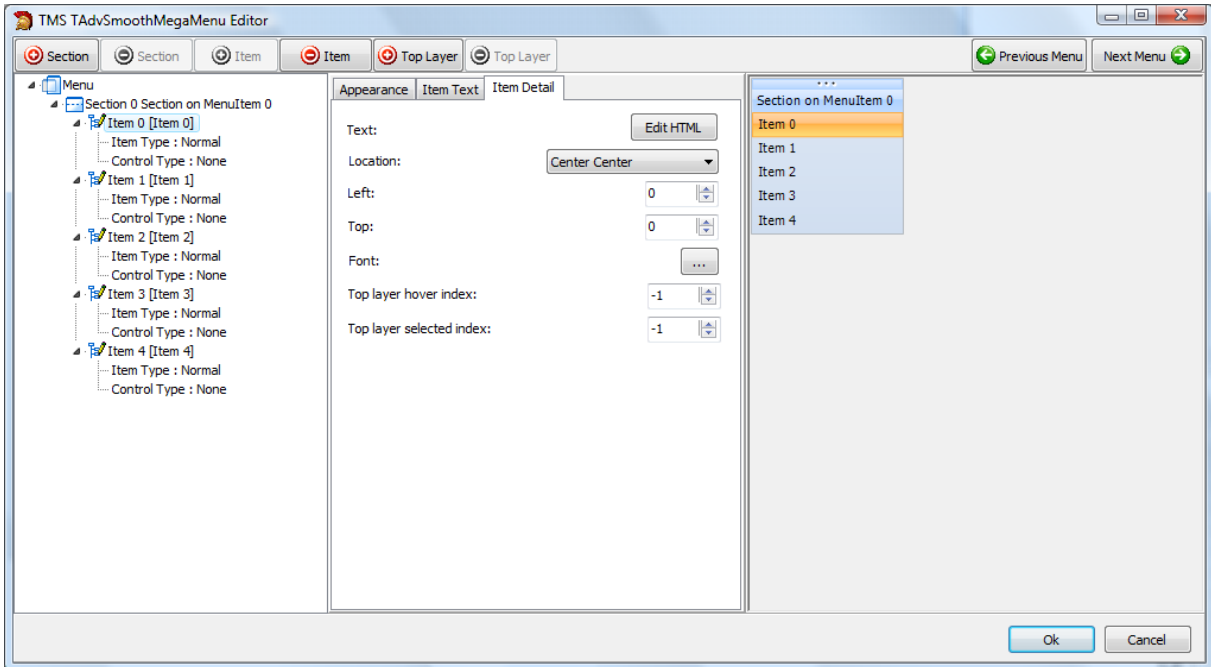 TMS TAdvSmoothMegaMenu Editor
Section Section Item Item Top Layer Top Layer Previous Menu Next Menu
Menu
Section 0 Section on MenuItem 0
Item 0 [Item 0]
Item Type : Normal
Control Type : None
Item 1 [Item 1]
Item Type : Normal
Control Type : None
Item 2 [Item 2]
Item Type : Normal
Control Type : None
Item 3 [Item 3]
Item Type : Normal
Control Type : None
Item 4 [Item 4]
Item Type : Normal
Control Type : None
Appearance Item Text Item Detail
Text: Edit HTML
Location: Center Center
Left: 0
Top: 0
Font: ...
Top layer hover index: -1
Top layer selected index: -1
Section on MenuItem 0
Item 0
Item 1
Item 2
Item 3
Item 4
Ok Cancel